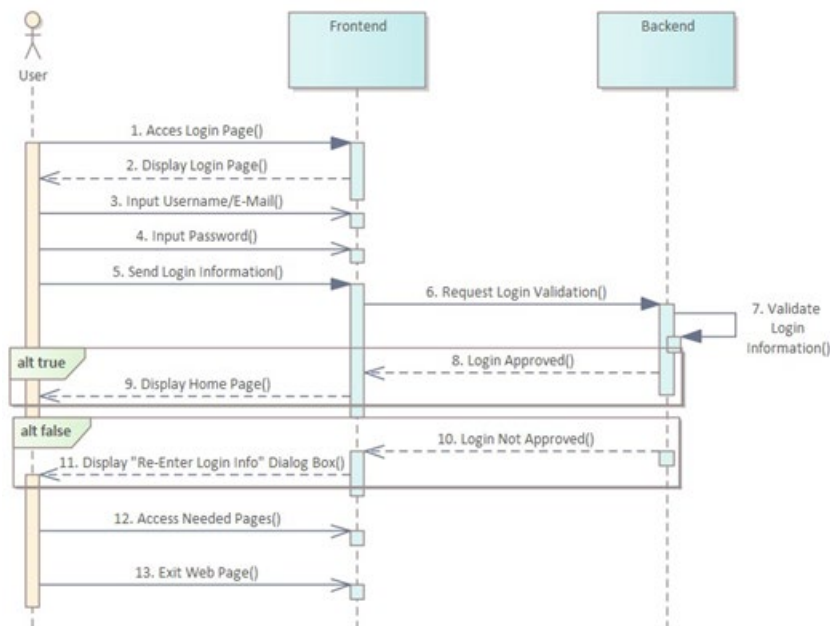 Frontend
Backend
User
1. Acces Login Page()
2. Display Login Page()
3. Input Username/E-Mail()
4. Input Password()
5. Send Login Information()
6. Request Login Validation()
7. Validate
Login
Information()
alt true
8. Login Approved()
9. Display Home Page()
alt false
10. Login Not Approved()
11. Display "Re-Enter Login Info" Dialog Box()
12. Access Needed Pages()
13. Exit Web Page()